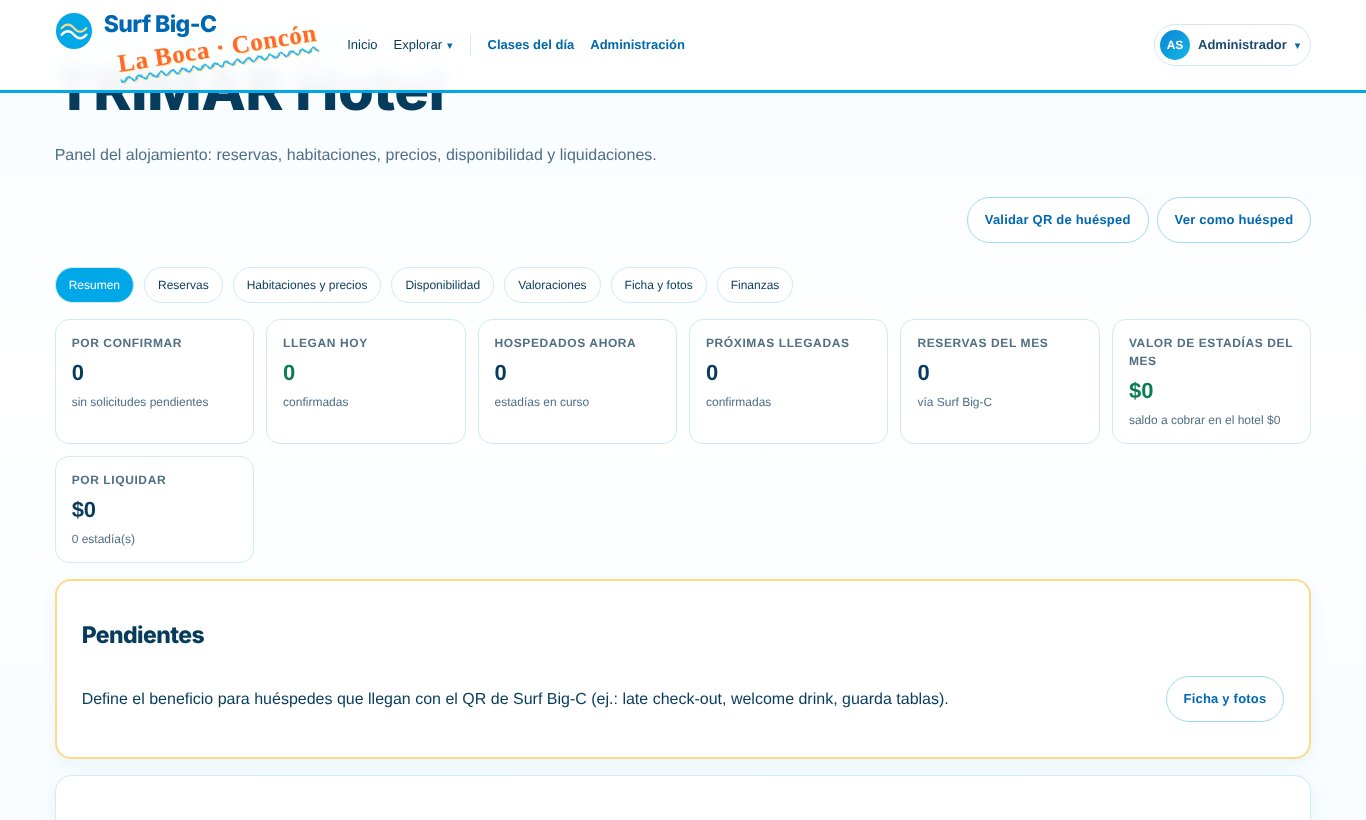 Surf Big-C
La Boca · Concón
Inicio
Explorar ▾
Clases del día
Administración
AS
Administrador ▾
TRIMAR Hotel
Panel del alojamiento: reservas, habitaciones, precios, disponibilidad y liquidaciones.
Validar QR de huésped
Ver como huésped
Resumen
Reservas
Habitaciones y precios
Disponibilidad
Valoraciones
Ficha y fotos
Finanzas
POR CONFIRMAR
0
sin solicitudes pendientes
LLEGAN HOY
0
confirmadas
HOSPEDADOS AHORA
0
estadías en curso
PRÓXIMAS LLEGADAS
0
confirmadas
RESERVAS DEL MES
0
vía Surf Big-C
VALOR DE ESTADÍAS DEL
MES
$0
saldo a cobrar en el hotel $0
POR LIQUIDAR
$0
0 estadía(s)
Pendientes
Define el beneficio para huéspedes que llegan con el QR de Surf Big-C (ej.: late check-out, welcome drink, guarda tablas).
Ficha y fotos